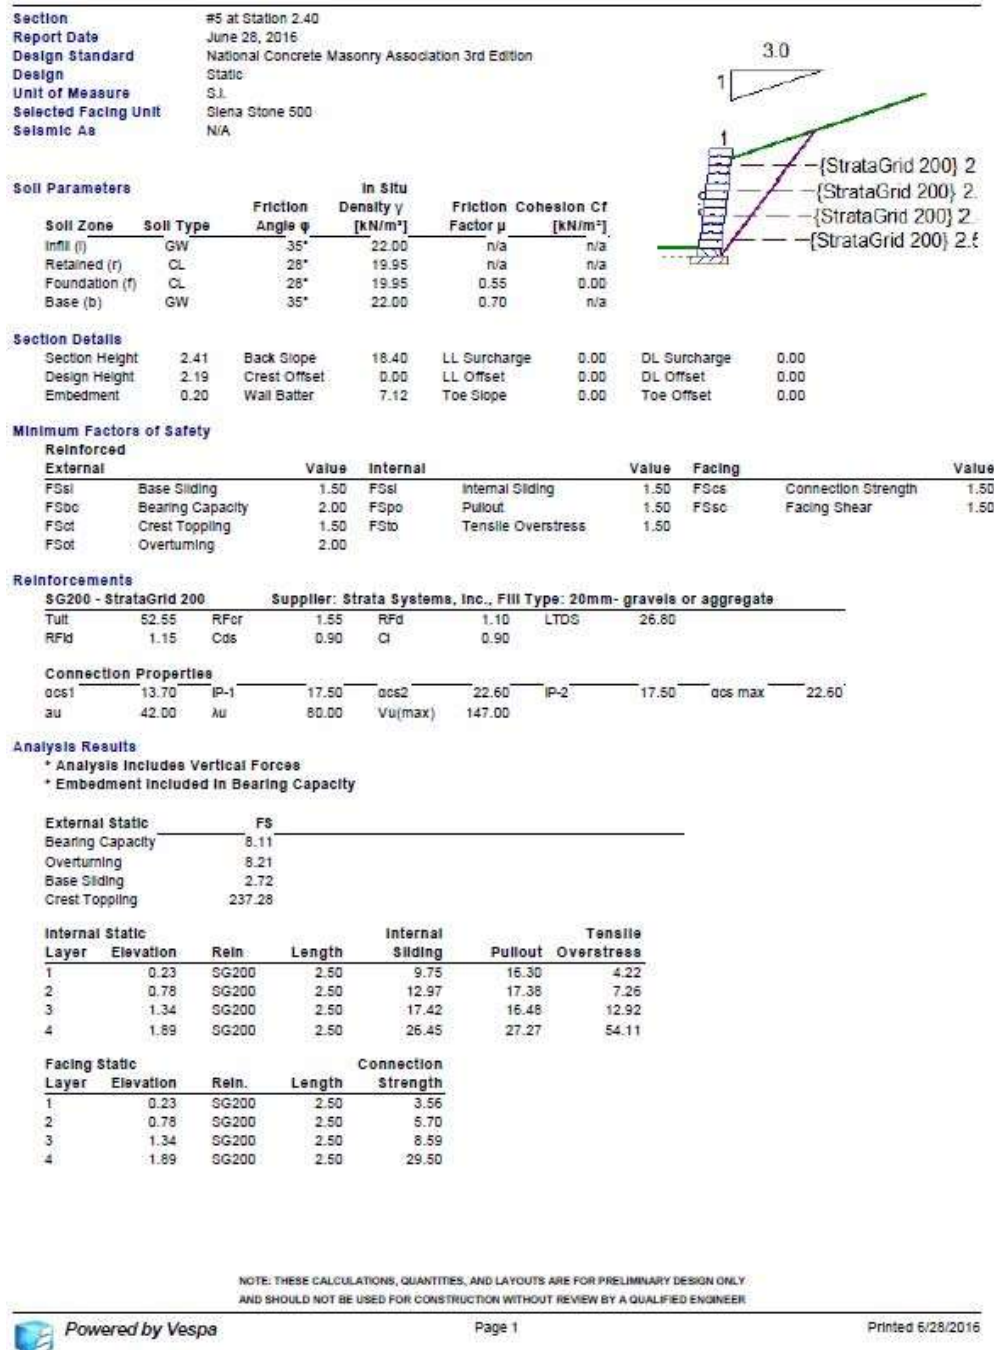 Section #5 at Station 2.40
Report Date June 28, 2016
Design Standard National Concrete Masonry Association 3rd Edition
Design Static
Unit of Measure S.I.
Selected Facing Unit Siena Stone 500
Seismic As N/A
3.0
1
1
{StrataGrid 200} 2
{StrataGrid 200} 2.
{StrataGrid 200} 2.
{StrataGrid 200} 2.5
Soil Parameters In Situ
Friction Density γ Friction Cohesion Cf
Soil Zone Soil Type Angle φ [kN/m³] Factor μ [kN/m²]
Infill (i) GW 35° 22.00 n/a n/a
Retained (r) CL 28° 19.95 n/a n/a
Foundation (f) CL 28° 19.95 0.55 0.00
Base (b) GW 35° 22.00 0.70 n/a
Section Details
Section Height 2.41 Back Slope 18.40 LL Surcharge 0.00 DL Surcharge 0.00
Design Height 2.19 Crest Offset 0.00 LL Offset 0.00 DL Offset 0.00
Embedment 0.20 Wall Batter 7.12 Toe Slope 0.00 Toe Offset 0.00
Minimum Factors of Safety
Reinforced
External Value Internal Value Facing Value
FSsl Base Sliding 1.50 FSsl Internal Sliding 1.50 FScs Connection Strength 1.50
FSbc Bearing Capacity 2.00 FSpo Pullout 1.50 FSsc Facing Shear 1.50
FSct Crest Toppling 1.50 FSto Tensile Overstress 1.50
FSot Overturning 2.00
Reinforcements
SG200 - StrataGrid 200 Supplier: Strata Systems, Inc., Fill Type: 20mm- gravels or aggregate
Tult 52.55 RFcr 1.55 RFd 1.10 LTDS 26.80
RFid 1.15 Cds 0.90 Ci 0.90
Connection Properties
αcs1 13.70 IP-1 17.50 αcs2 22.60 IP-2 17.50 αcs max 22.60
au 42.00 λu 80.00 Vu(max) 147.00
Analysis Results
* Analysis Includes Vertical Forces
* Embedment Included In Bearing Capacity
External Static FS
Bearing Capacity 8.11
Overturning 8.21
Base Sliding 2.72
Crest Toppling 237.28
Internal Static Internal Tensile
Layer Elevation Rein Length Sliding Pullout Overstress
1 0.23 SG200 2.50 9.75 16.30 4.22
2 0.78 SG200 2.50 12.97 17.38 7.26
3 1.34 SG200 2.50 17.42 16.48 12.92
4 1.89 SG200 2.50 26.45 27.27 54.11
Facing Static Connection
Layer Elevation Rein. Length Strength
1 0.23 SG200 2.50 3.56
2 0.78 SG200 2.50 5.70
3 1.34 SG200 2.50 8.59
4 1.89 SG200 2.50 29.50
NOTE: THESE CALCULATIONS, QUANTITIES, AND LAYOUTS ARE FOR PRELIMINARY DESIGN ONLY
AND SHOULD NOT BE USED FOR CONSTRUCTION WITHOUT REVIEW BY A QUALIFIED ENGINEER
Powered by Vespa Page 1 Printed 6/28/2016